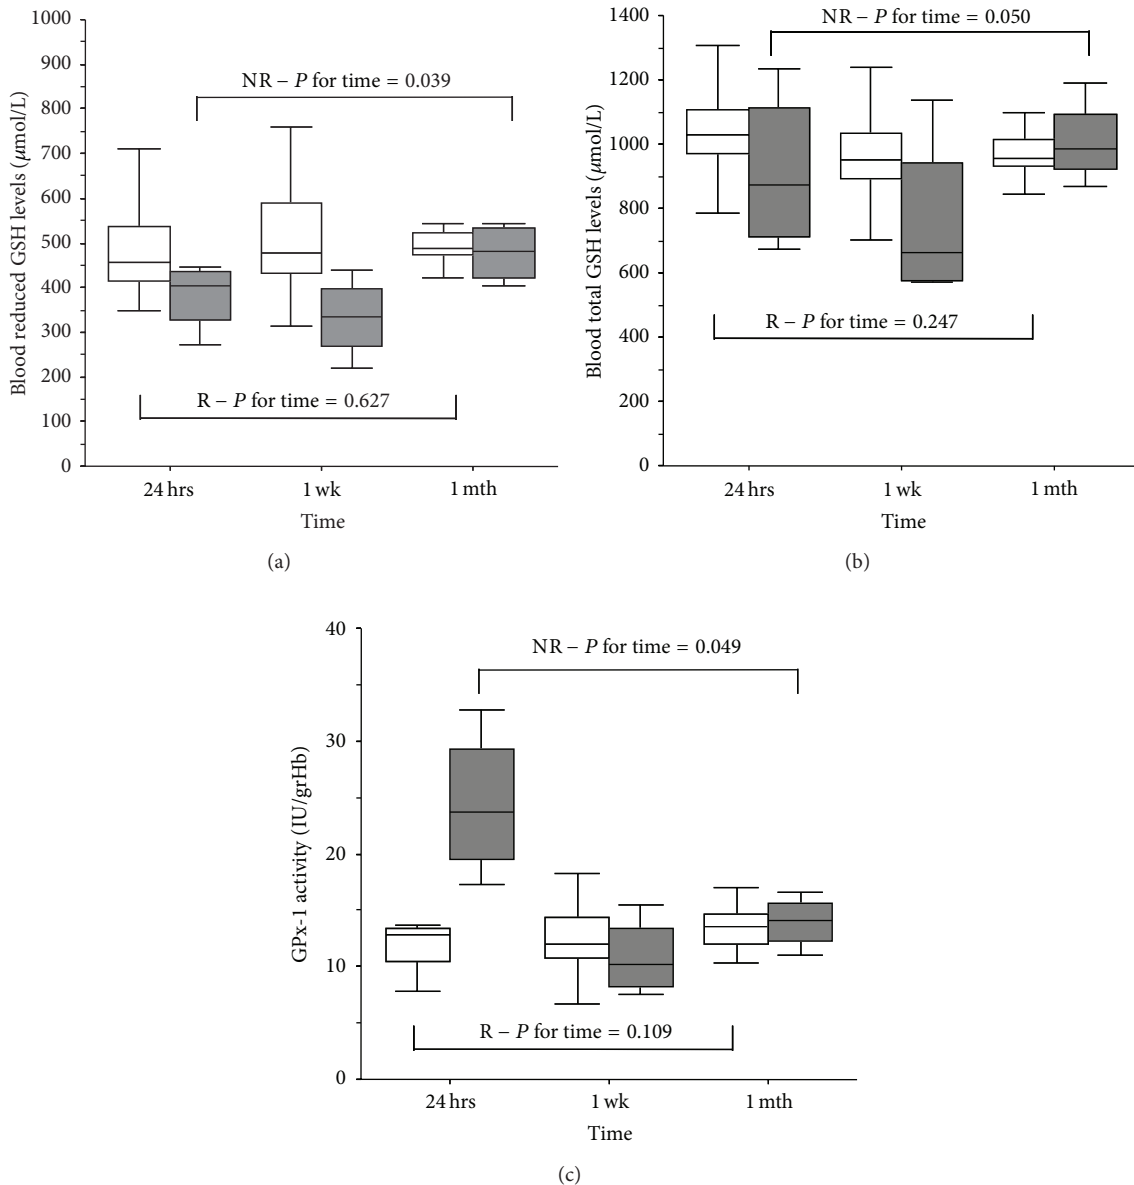 1000
900
800
700
600
500
400
300
200
100
0
Blood reduced GSH levels (μmol/L)
NR – P for time = 0.039
R – P for time = 0.627
24 hrs
1 wk
1 mth
Time
(a)
1400
1200
1000
800
600
400
200
0
Blood total GSH levels (μmol/L)
NR – P for time = 0.050
R – P for time = 0.247
24 hrs
1 wk
1 mth
Time
(b)
40
30
20
10
0
GPx-1 activity (IU/grHb)
NR – P for time = 0.049
R – P for time = 0.109
24 hrs
1 wk
1 mth
Time
(c)